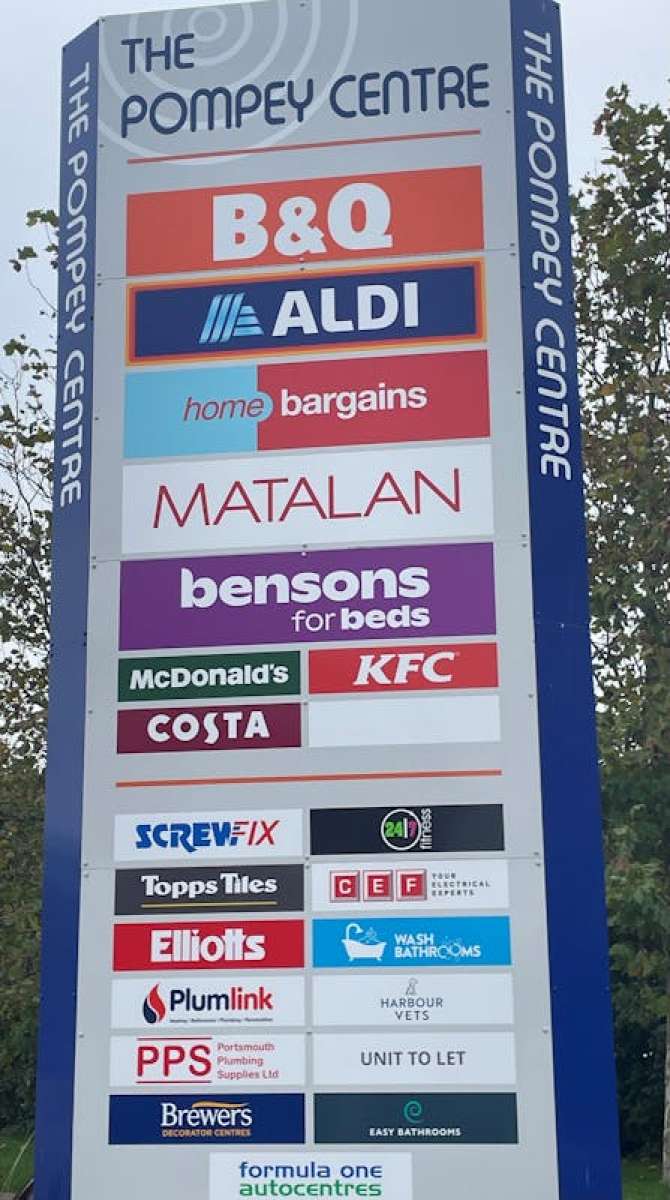 THE
POMPEY CENTRE
THE POMPEY CENTRE
THE POMPEY CENTRE
B&Q
ALDI
home bargains
MATALAN
bensons
for beds
McDonald's
KFC
COSTA
SCREWFIX
24|7
fitness
Topps Tiles
CEF
YOUR
ELECTRICAL
EXPERTS
Elliotts
WASH
BATHROOMS
Plumlink
HARBOUR
VETS
PPS
Portsmouth
Plumbing
Supplies Ltd
UNIT TO LET
BREWERS
DECORATOR CENTRES
EASY BATHROOMS
formula one
autocentres